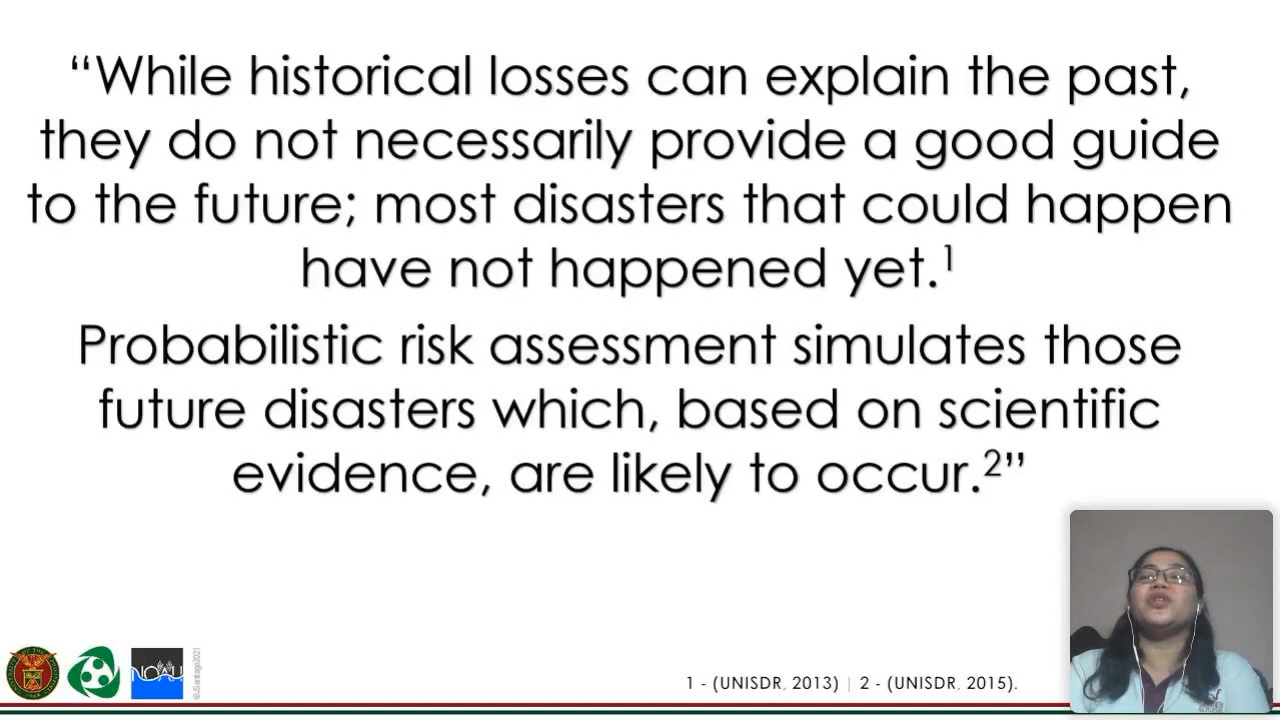 “While historical losses can explain the past,
they do not necessarily provide a good guide
to the future; most disasters that could happen
have not happened yet.¹
Probabilistic risk assessment simulates those
future disasters which, based on scientific
evidence, are likely to occur.²”
NOAH
©JSantiago2021
1 - (UNISDR, 2013) | 2 - (UNISDR, 2015).